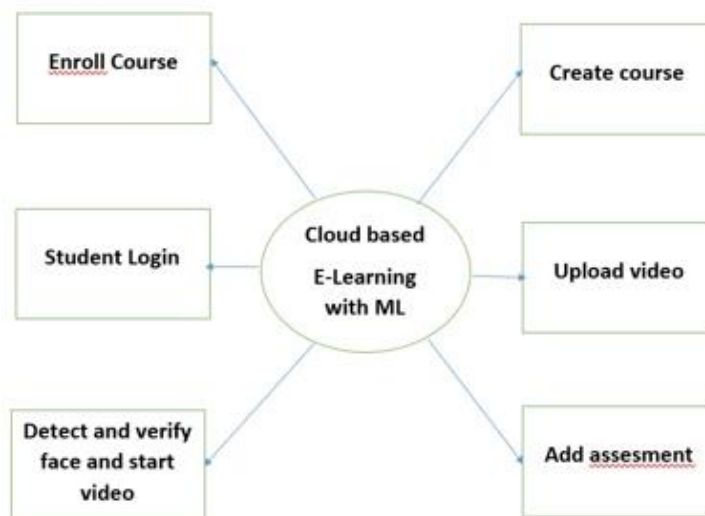 Enroll Course
Create course
Cloud based
E-Learning
with ML
Student Login
Upload video
Detect and verify
face and start
video
Add assesment